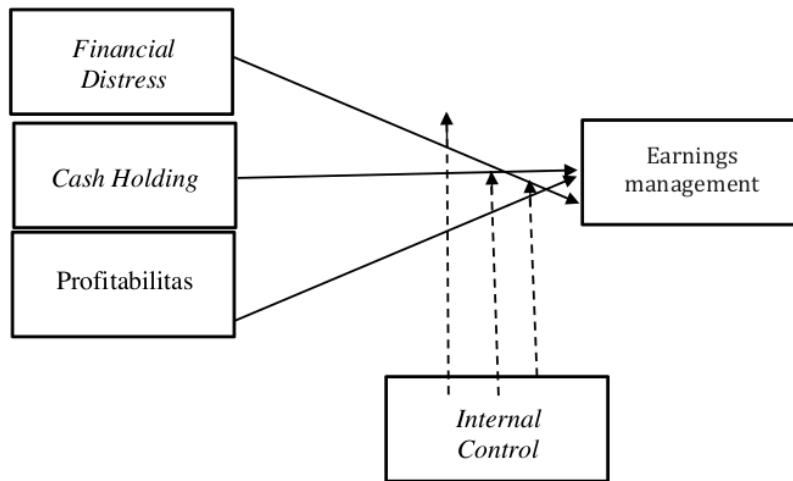 Financial
Distress
Cash Holding
Profitabilitas
Earnings
management
Internal
Control